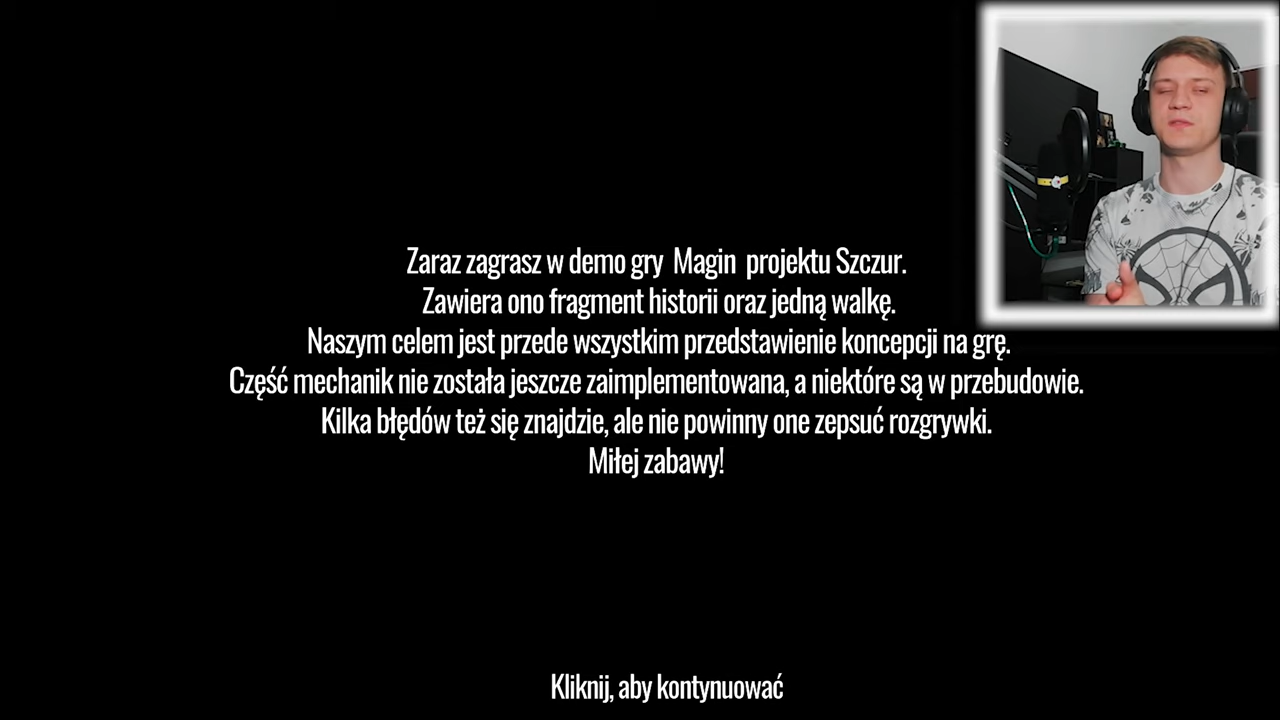 Zaraz zagrasz w demo gry Magin projektu Szczur.
Zawiera ono fragment historii oraz jedną walkę.
Naszym celem jest przede wszystkim przedstawienie koncepcji na grę.
Część mechanik nie została jeszcze zaimplementowana, a niektóre są w przebudowie.
Kilka błędów też się znajdzie, ale nie powinny one zepsuć rozgrywki.
Miłej zabawy!
Kliknij, aby kontynuować